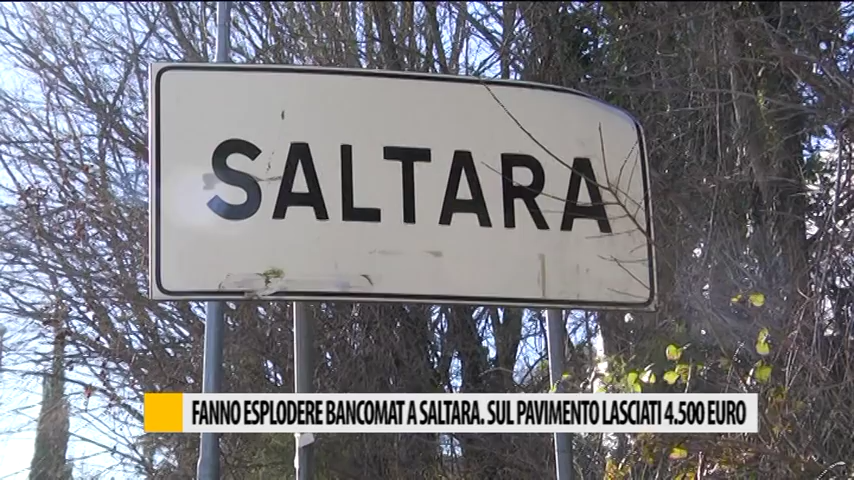 SALTARA
FANNO ESPLODERE BANCOMAT A SALTARA. SUL PAVIMENTO LASCIATI 4.500 EURO